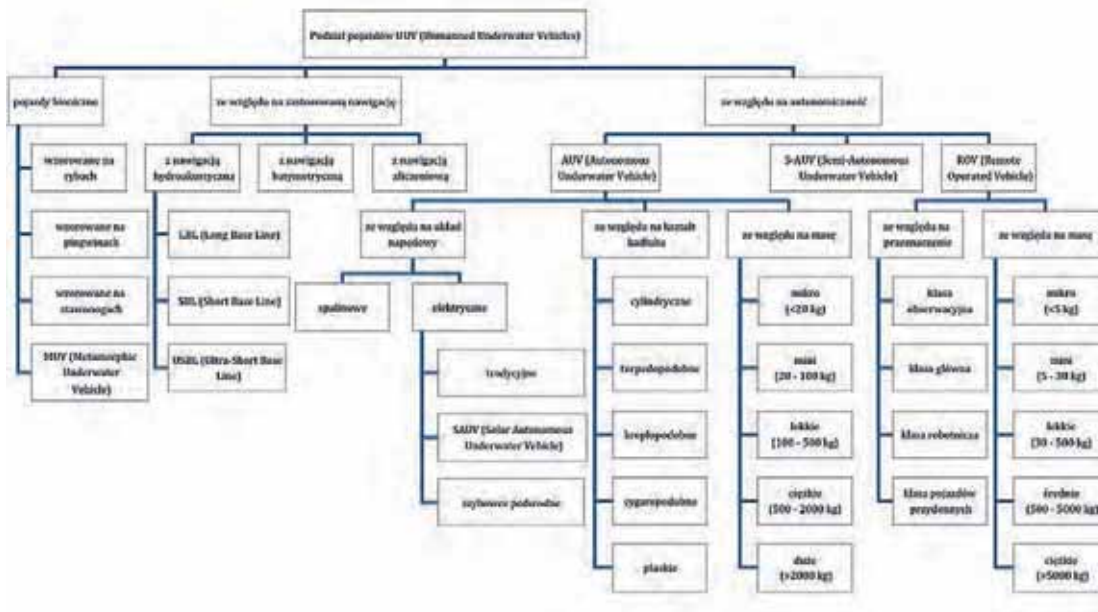 Podział pojazdów UUV (Unmanned Underwater Vehicles)
pojazdy bioniczne
ze względu na zastosowaną nawigację
ze względu na autonomiczność
wzorowane na
rybach
z nawigacją
hydroakustyczną
z nawigacją
batymetryczną
z nawigacją
zliczeniową
AUV (Autonomous
Underwater Vehicle)
S-AUV (Semi-Autonomous
Underwater Vehicle)
ROV (Remote
Operated Vehicle)
wzorowane na
pingwinach
LBL (Long Base Line)
ze względu na układ
napędowy
ze względu na kształt
kadłuba
ze względu na masę
ze względu na
przeznaczenie
ze względu na masę
wzorowane na
stawonogach
SBL (Short Base Line)
spalinowe
elektryczne
cylindryczne
mikro
(<20 kg)
klasa
obserwacyjna
mikro
(<5 kg)
MUV (Metamorphic
Underwater
Vehicle)
USBL (Ultra-Short Base
Line)
tradycyjne
torpedopodobne
mini
(20 - 100 kg)
klasa główna
mini
(5 - 30 kg)
SAUV (Solar Autonomous
Underwater Vehicle)
kroplopodobne
lekkie
(100 - 500 kg)
klasa robotnicza
lekkie
(30 - 500 kg)
szybowce podwodne
cygaropodobne
ciężkie
(500 - 2000 kg)
klasa pojazdów
przydennych
średnie
(500 - 5000 kg)
płaskie
duże
(>2000 kg)
ciężkie
(>5000 kg)